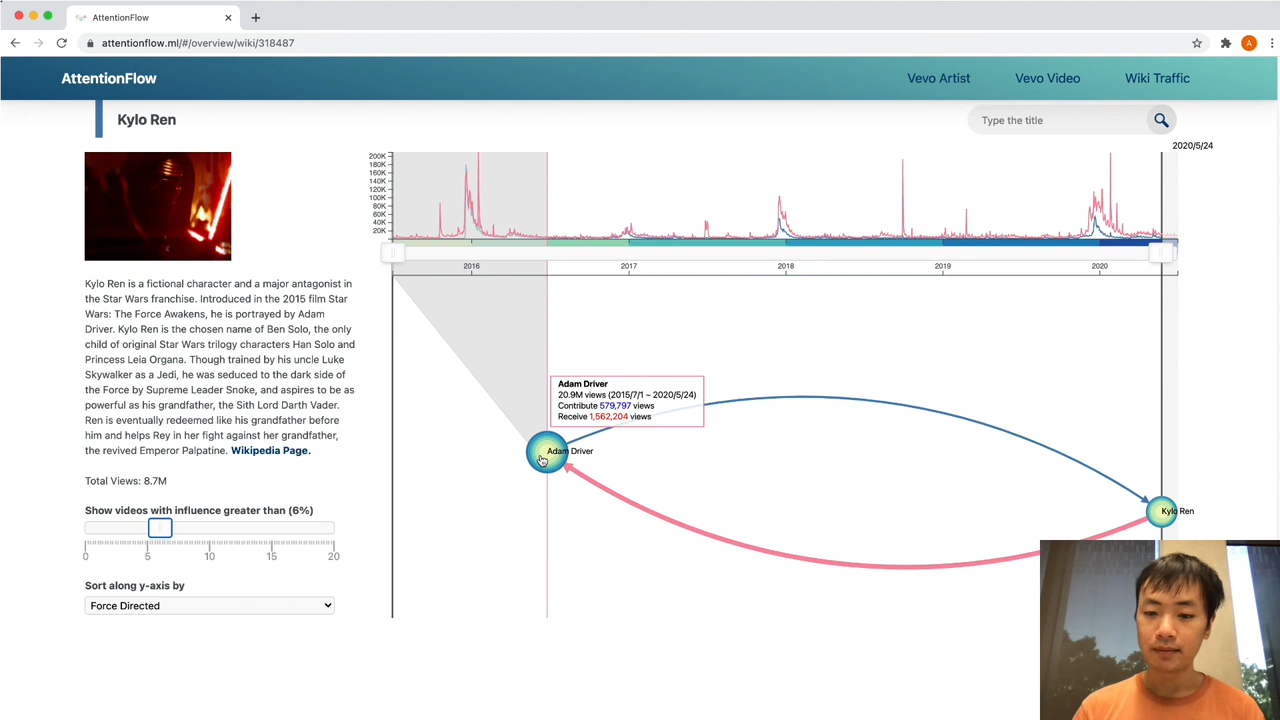 AttentionFlow
attentionflow.ml/#/overview/wiki/318487
AttentionFlow
Vevo Artist
Vevo Video
Wiki Traffic
Kylo Ren
Type the title
2020/5/24
200K
180K
160K
140K
120K
100K
80K
60K
40K
20K
2016
2017
2018
2019
2020
Kylo Ren is a fictional character and a major antagonist in
the Star Wars franchise. Introduced in the 2015 film Star
Wars: The Force Awakens, he is portrayed by Adam
Driver. Kylo Ren is the chosen name of Ben Solo, the only
child of original Star Wars trilogy characters Han Solo and
Princess Leia Organa. Though trained by his uncle Luke
Skywalker as a Jedi, he was seduced to the dark side of
the Force by Supreme Leader Snoke, and aspires to be as
powerful as his grandfather, the Sith Lord Darth Vader.
Ren is eventually redeemed like his grandfather before
him and helps Rey in her fight against her grandfather,
the revived Emperor Palpatine. Wikipedia Page.
Total Views: 8.7M
Show videos with influence greater than (6%)
0 5 10 15 20
Sort along y-axis by
Force Directed
Adam Driver
20.9M views (2015/7/1 ~ 2020/5/24)
Contribute 579,797 views
Receive 1,562,204 views
Adam Driver
Kylo Ren
A